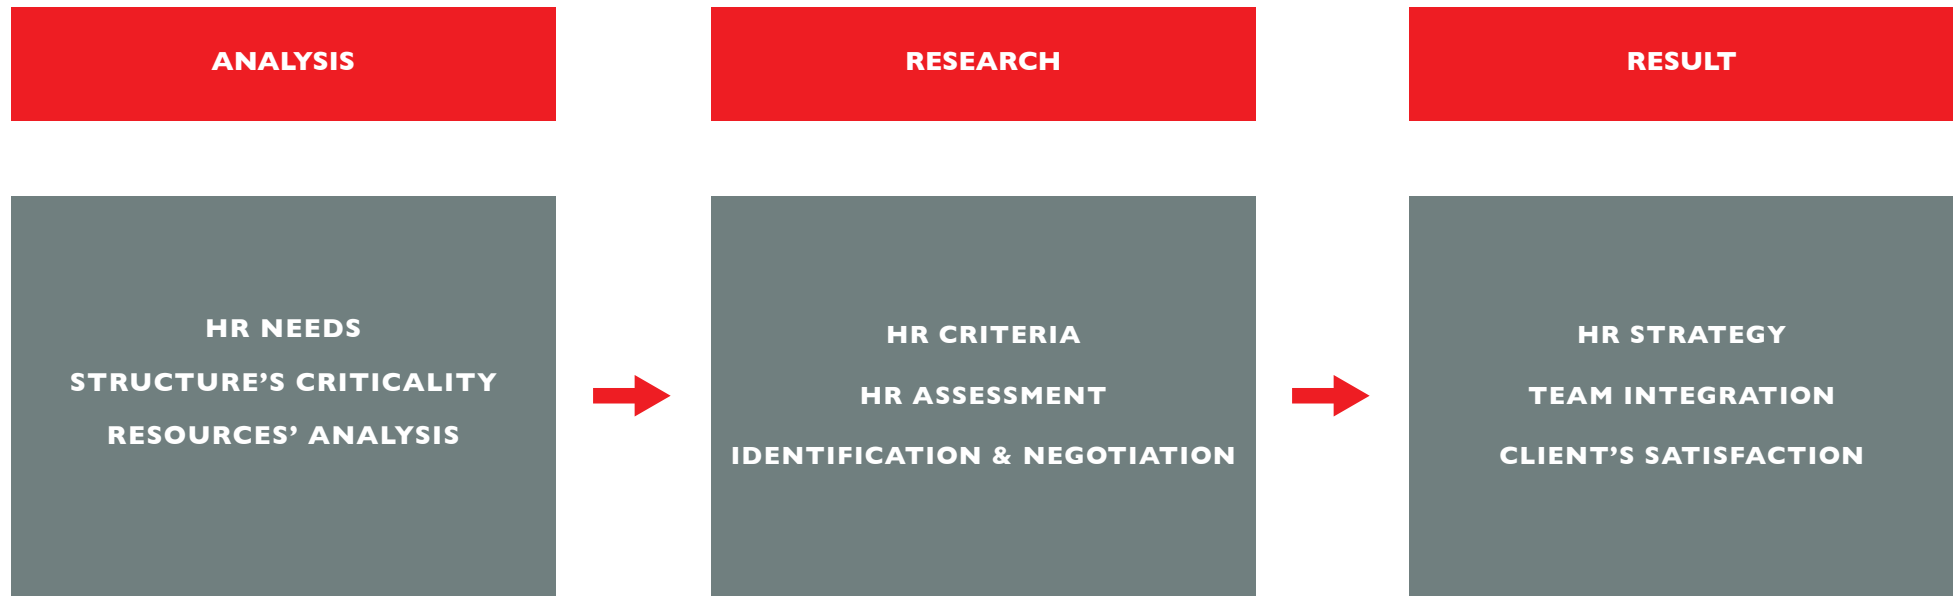 ANALYSIS
RESEARCH
RESULT
HR NEEDS
STRUCTURE’S CRITICALITY
RESOURCES’ ANALYSIS
HR CRITERIA
HR ASSESSMENT
IDENTIFICATION & NEGOTIATION
HR STRATEGY
TEAM INTEGRATION
CLIENT’S SATISFACTION